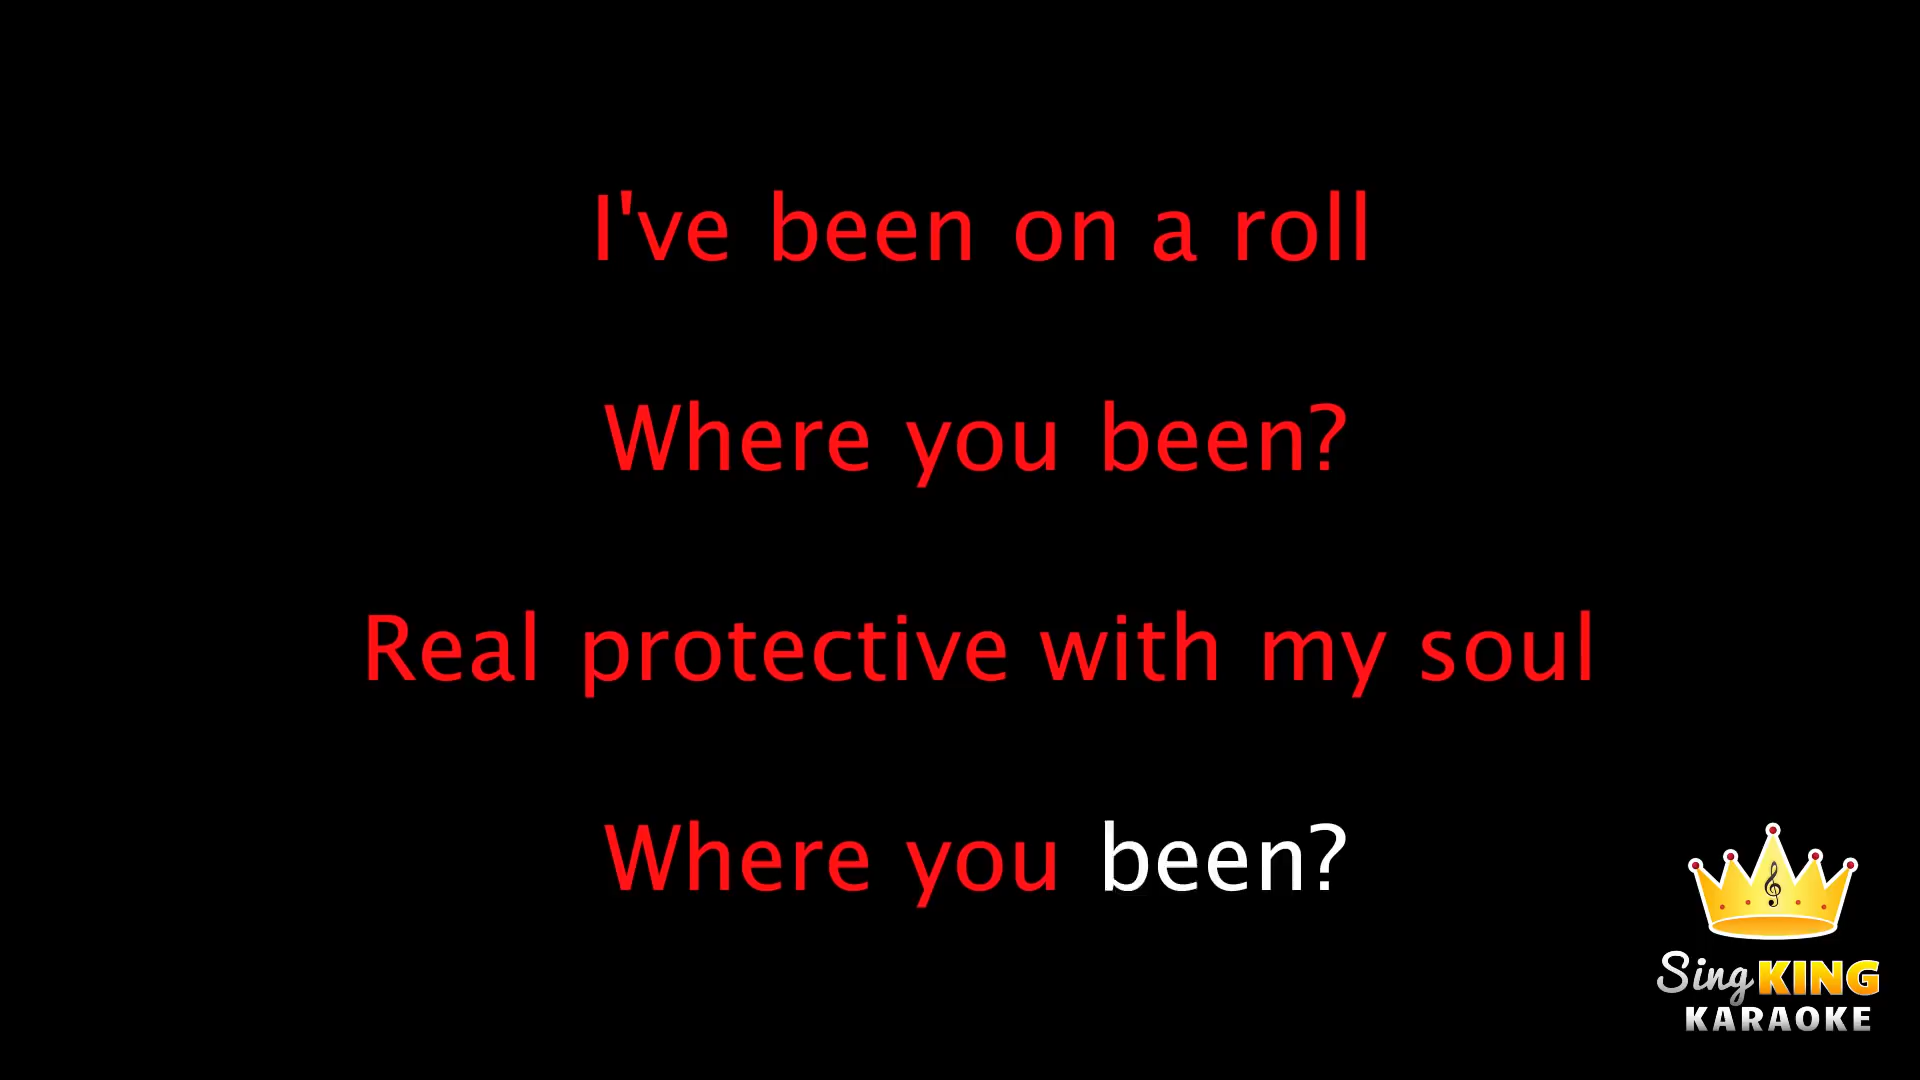 I've been on a roll
Where you been?
Real protective with my soul
Where you been?
Sing KING
KARAOKE